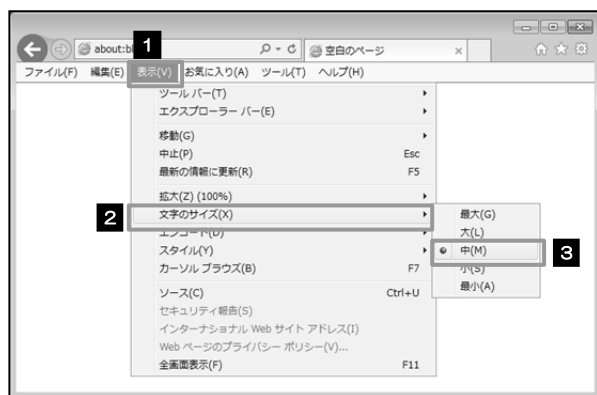 about:bl
空白のページ
1
ファイル(F) 編集(E) 表示(V) お気に入り(A) ツール(T) ヘルプ(H)
ツール バー(T)
エクスプローラー バー(E)
移動(G)
中止(P) Esc
最新の情報に更新(R) F5
拡大(Z) (100%)
2
文字のサイズ(X)
エンコード(D)
スタイル(Y)
カーソル ブラウズ(B) F7
ソース(C) Ctrl+U
セキュリティ報告(S)
インターナショナル Web サイト アドレス(I)
Web ページのプライバシー ポリシー(V)...
全画面表示(F) F11
最大(G)
大(L)
中(M)
3
小(S)
最小(A)